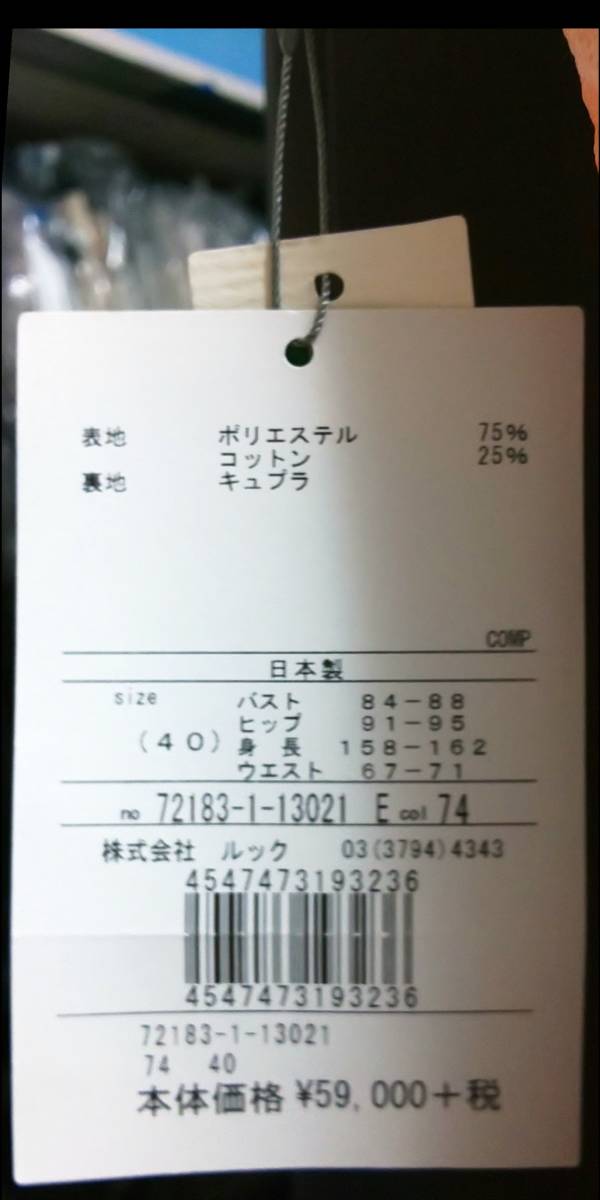 表地 ポリエステル 75%
コットン 25%
裏地 キュプラ
COMP
日本製
size バスト 84-88
ヒップ 91-95
(40) 身長 158-162
ウエスト 67-71
no 72183-1-13021 E col 74
株式会社 ルック 03(3794)4343
4547473193236
4547473193236
72183-1-13021
74 40
本体価格 ¥59,000+税